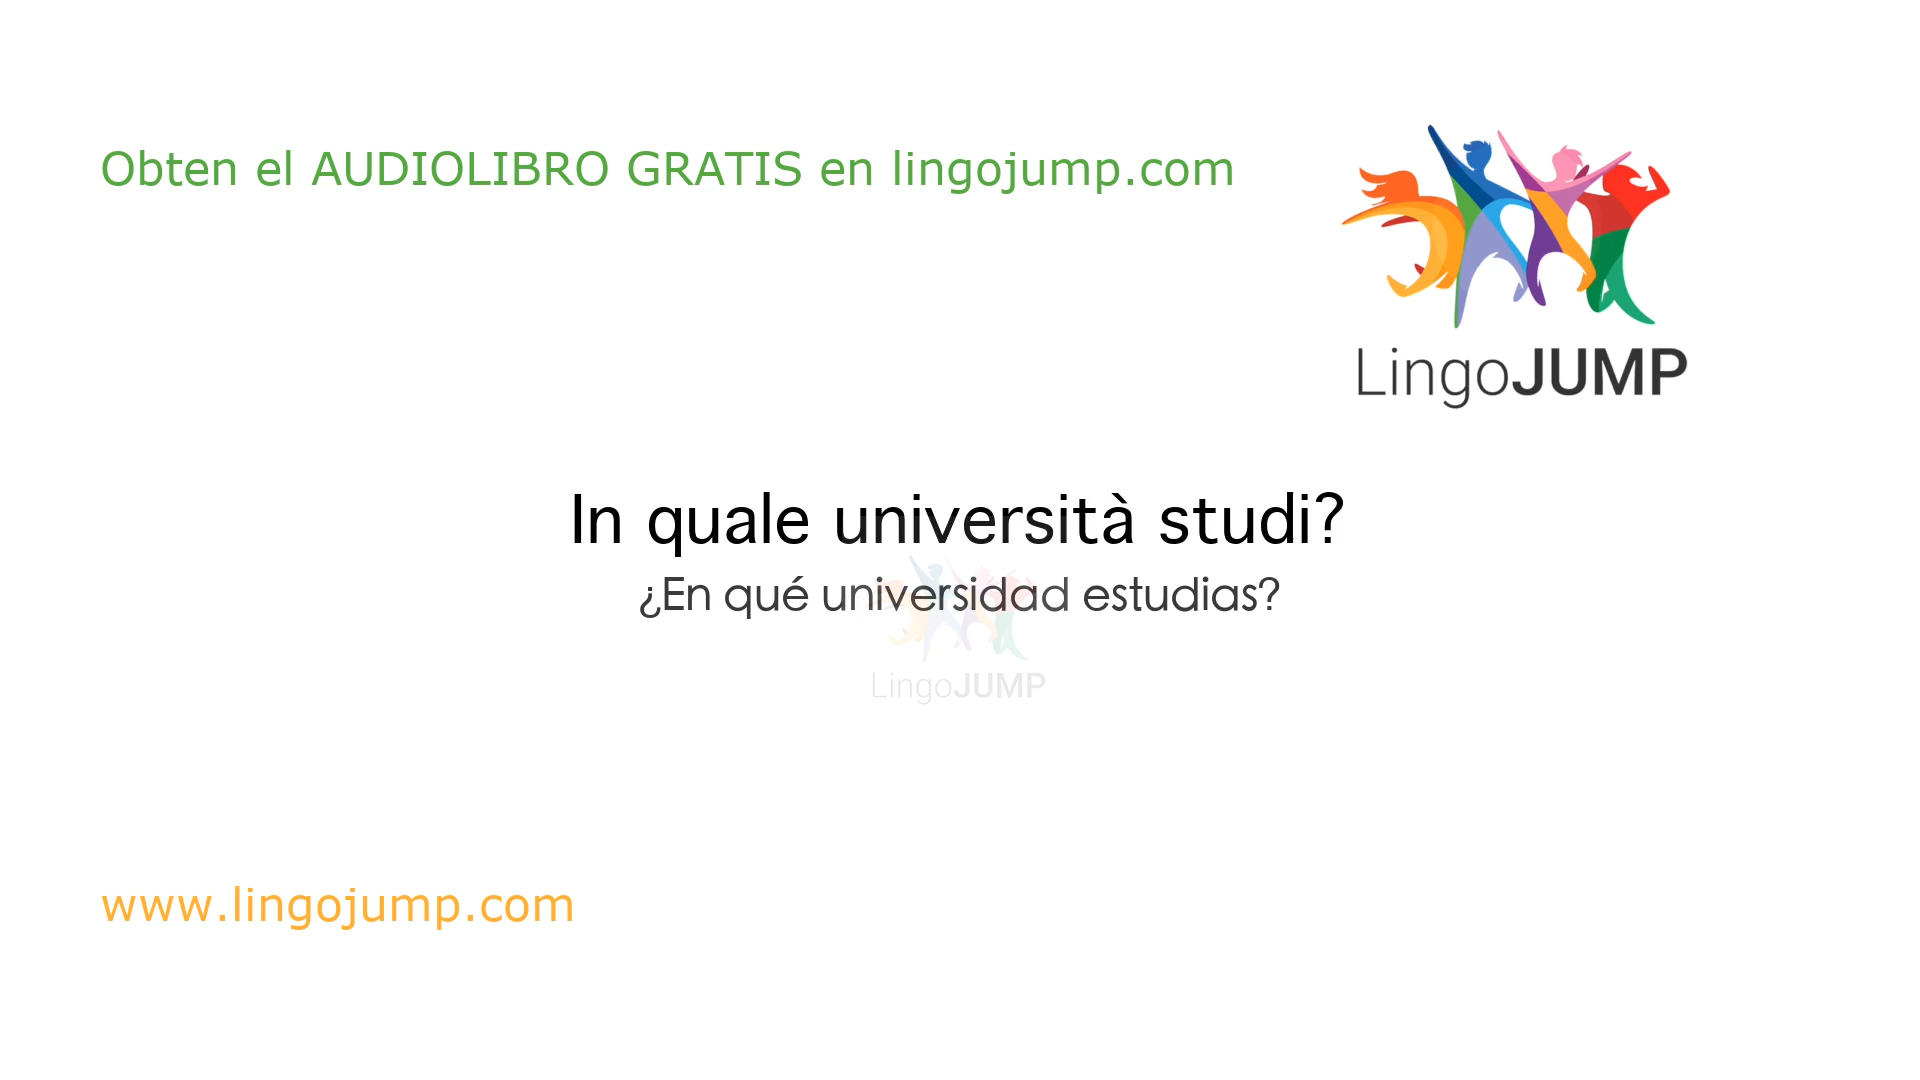 Obten el AUDIOLIBRO GRATIS en lingojump.com
LingoJUMP
In quale università studi?
¿En qué universidad estudias?
LingoJUMP
www.lingojump.com